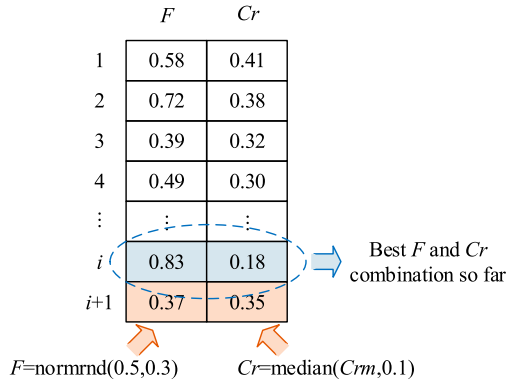 F Cr
1 0.58 0.41
2 0.72 0.38
3 0.39 0.32
4 0.49 0.30
⋮ ⋮ ⋮
i 0.83 0.18
Best F and Cr
combination so far
i+1 0.37 0.35
F=normrnd(0.5,0.3) Cr=median(Crm,0.1)